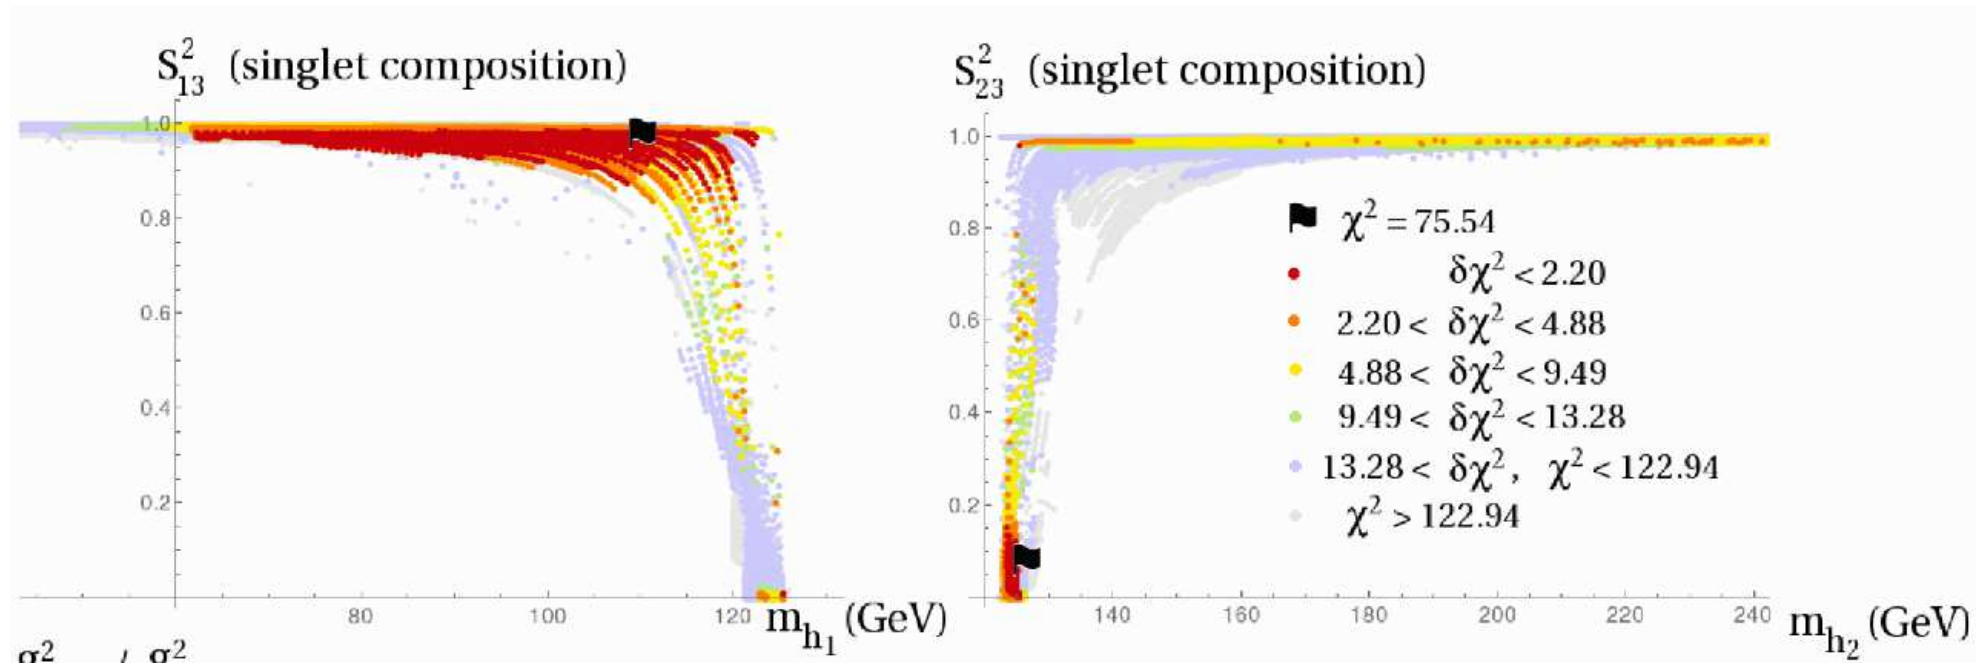 S²₁₃ (singlet composition)
1.0
0.8
0.6
0.4
0.2
80 100 120 m_h₁ (GeV)
S²₂₃ (singlet composition)
1.0
0.8
0.6
0.4
0.2
140 160 180 200 220 240 m_h₂ (GeV)
χ² = 75.54
δχ² < 2.20
2.20 < δχ² < 4.88
4.88 < δχ² < 9.49
9.49 < δχ² < 13.28
13.28 < δχ², χ² < 122.94
χ² > 122.94